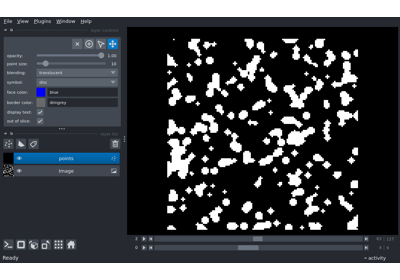 File View Plugins Window Help
opacity: 1.00
point size: 10
blending: translucent
symbol: disc
face color: blue
border color: dimgrey
display text:
out of slice:
points
Image
Ready
activity